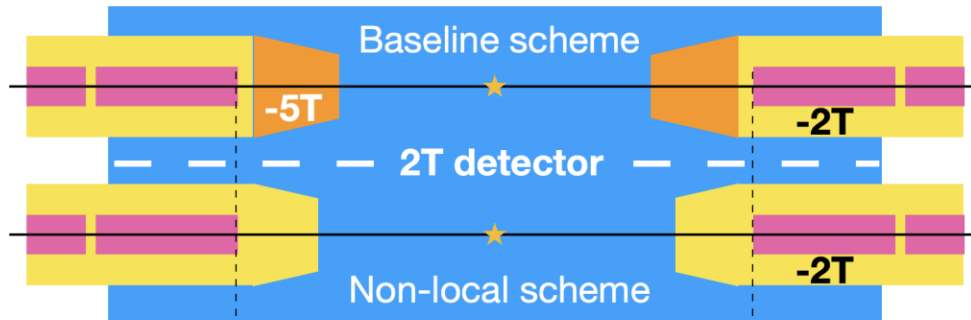 Baseline scheme
-5T
-2T
2T detector
-2T
Non-local scheme